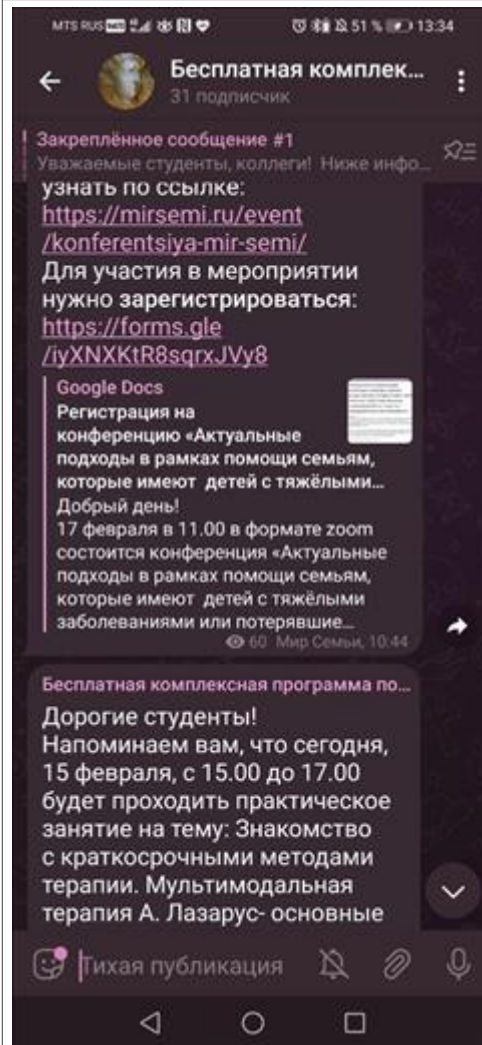 MTS RUS 51 % 13:34
Бесплатная комплек...
31 подписчик
Закреплённое сообщение #1
Уважаемые студенты, коллеги! Ниже инфо...
узнать по ссылке:
https://mirsemi.ru/event
/konferentsiya-mir-semi/
Для участия в мероприятии
нужно зарегистрироваться:
https://forms.gle
/iyXNXKtR8sqrxJVy8
Google Docs
Регистрация на
конференцию «Актуальные
подходы в рамках помощи семьям,
которые имеют детей с тяжёлыми...
Добрый день!
17 февраля в 11.00 в формате zoom
состоится конференция «Актуальные
подходы в рамках помощи семьям,
которые имеют детей с тяжёлыми
заболеваниями или потерявшие...
60 Мир Семьи, 10:44
Бесплатная комплексная программа по...
Дорогие студенты!
Напоминаем вам, что сегодня,
15 февраля, с 15.00 до 17.00
будет проходить практическое
занятие на тему: Знакомство
с краткосрочными методами
терапии. Мультимодальная
терапия А. Лазарус- основные
Тихая публикация